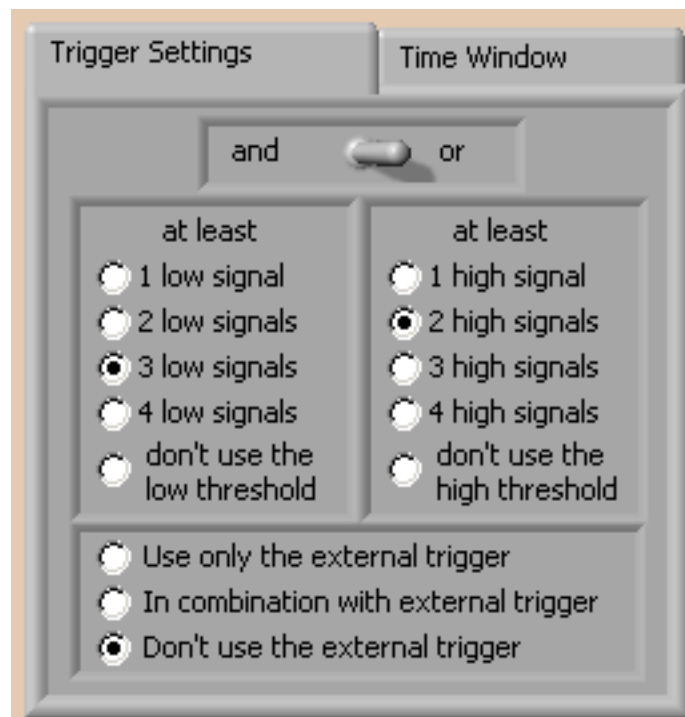 Trigger Settings
Time Window
and
or
at least
1 low signal
2 low signals
3 low signals
4 low signals
don't use the
low threshold
at least
1 high signal
2 high signals
3 high signals
4 high signals
don't use the
high threshold
Use only the external trigger
In combination with external trigger
Don't use the external trigger